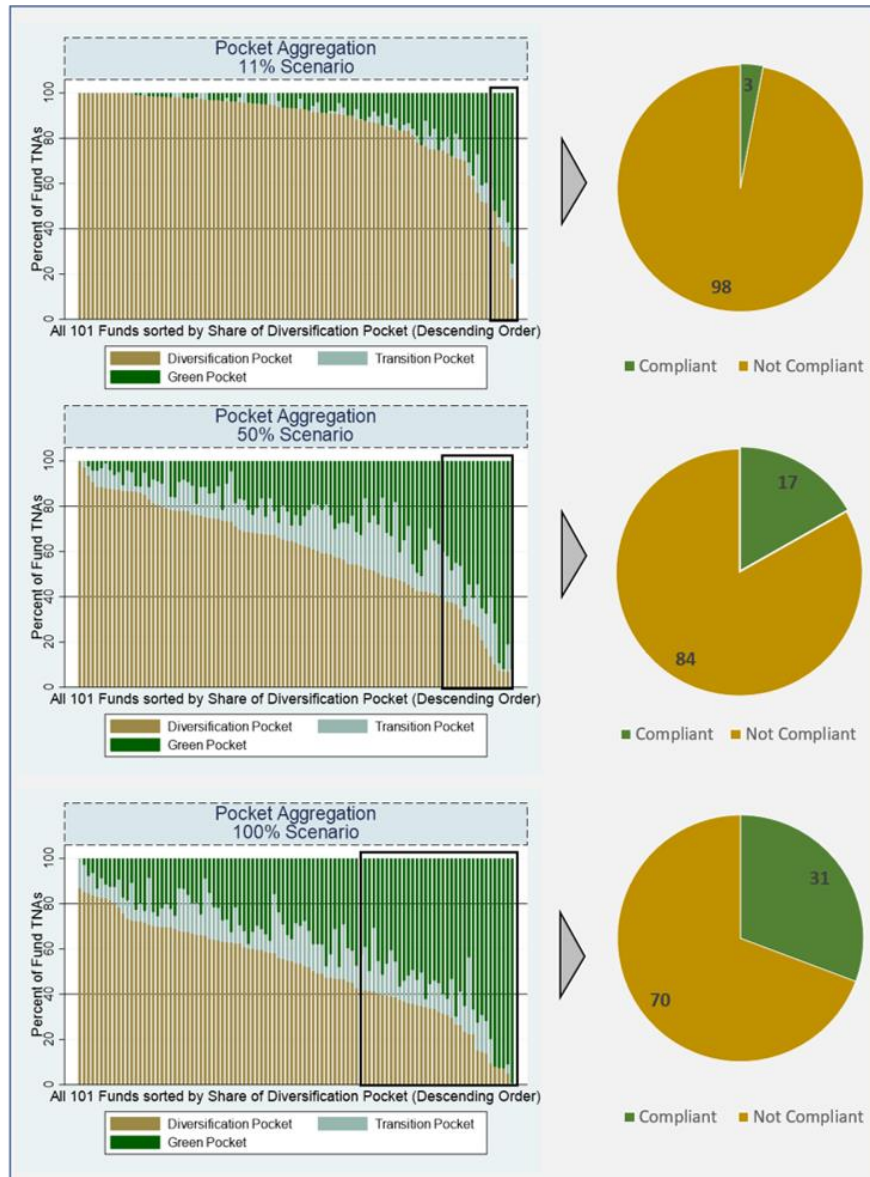 Pocket Aggregation
11% Scenario
Percent of Fund TNAs
100
80
60
40
20
0
All 101 Funds sorted by Share of Diversification Pocket (Descending Order)
Diversification Pocket
Transition Pocket
Green Pocket
3
98
Compliant
Not Compliant
Pocket Aggregation
50% Scenario
Percent of Fund TNAs
100
80
60
40
20
0
All 101 Funds sorted by Share of Diversification Pocket (Descending Order)
Diversification Pocket
Transition Pocket
Green Pocket
17
84
Compliant
Not Compliant
Pocket Aggregation
100% Scenario
Percent of Fund TNAs
100
80
60
40
20
0
All 101 Funds sorted by Share of Diversification Pocket (Descending Order)
Diversification Pocket
Transition Pocket
Green Pocket
31
70
Compliant
Not Compliant